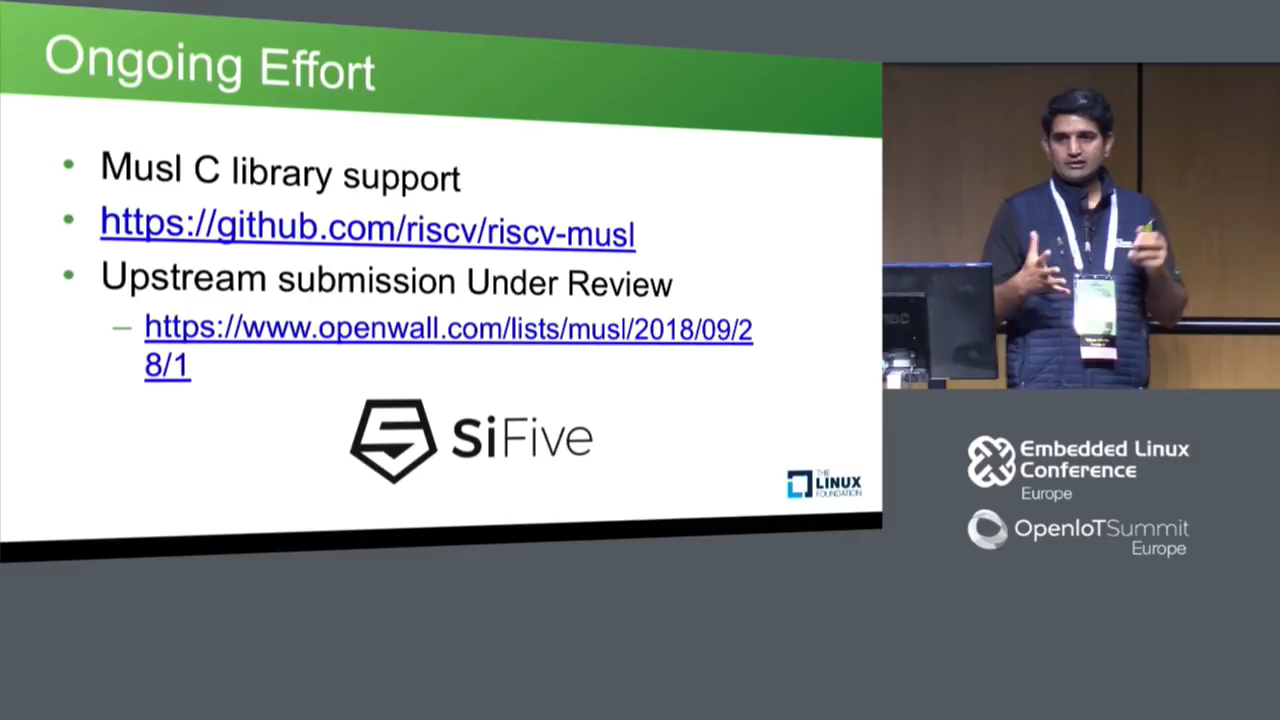 Ongoing Effort
Musl C library support
https://github.com/riscv/riscv-musl
Upstream submission Under Review
https://www.openwall.com/lists/musl/2018/09/2
8/1
SiFive
THE
LINUX
FOUNDATION
Embedded Linux
Conference
Europe
OpenIoTSummit
Europe